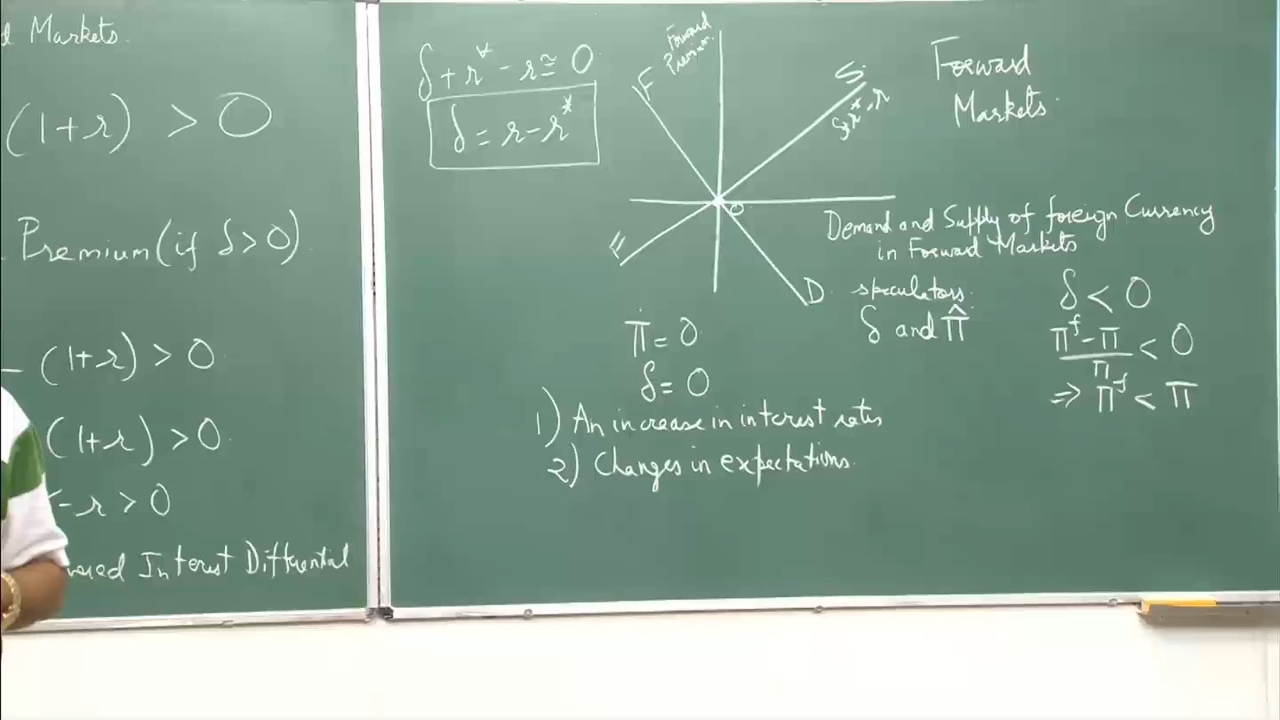 Markets.
(1+r) > 0
Premium (if δ>0)
- (1+r) > 0
(1+r) > 0
- r > 0
Interest Differential
δ + r* - r ≅ 0
δ = r - r*
Forward
Premium
F
S
δ, r*, r
O
F
D
Forward
Markets
Demand and Supply of foreign Currency
in Forward Markets
speculators
δ and π̂
δ < 0
(π^f - π)/π < 0
⇒ π^f < π
π̇ = 0
δ = 0
1) An increase in interest rates
2) Changes in expectations.